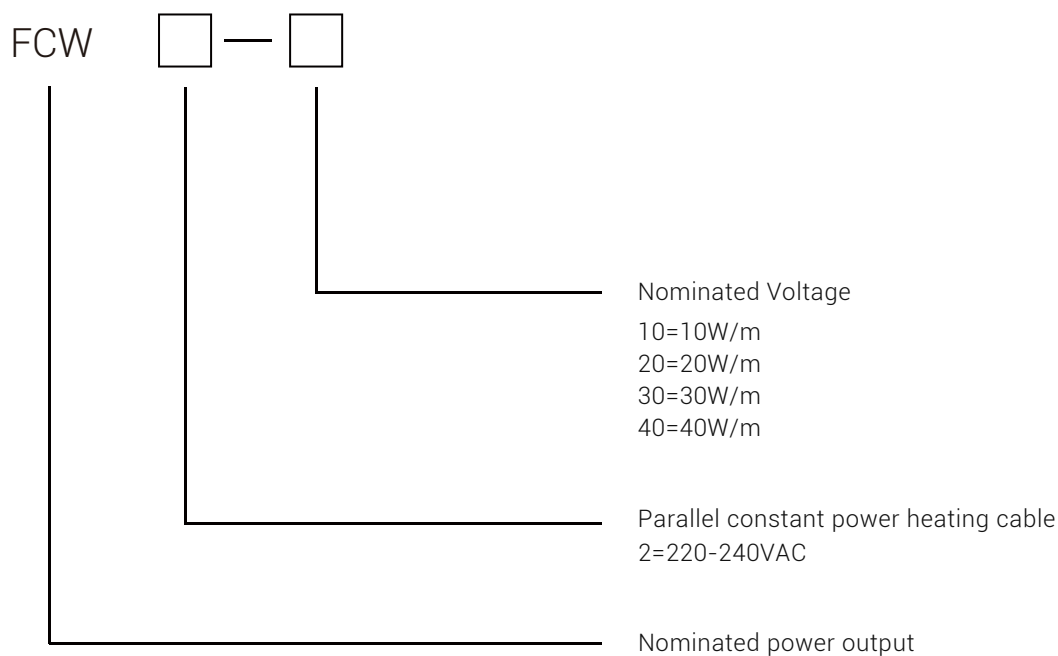 FCW
Nominated Voltage
10=10W/m
20=20W/m
30=30W/m
40=40W/m
Parallel constant power heating cable
2=220-240VAC
Nominated power output